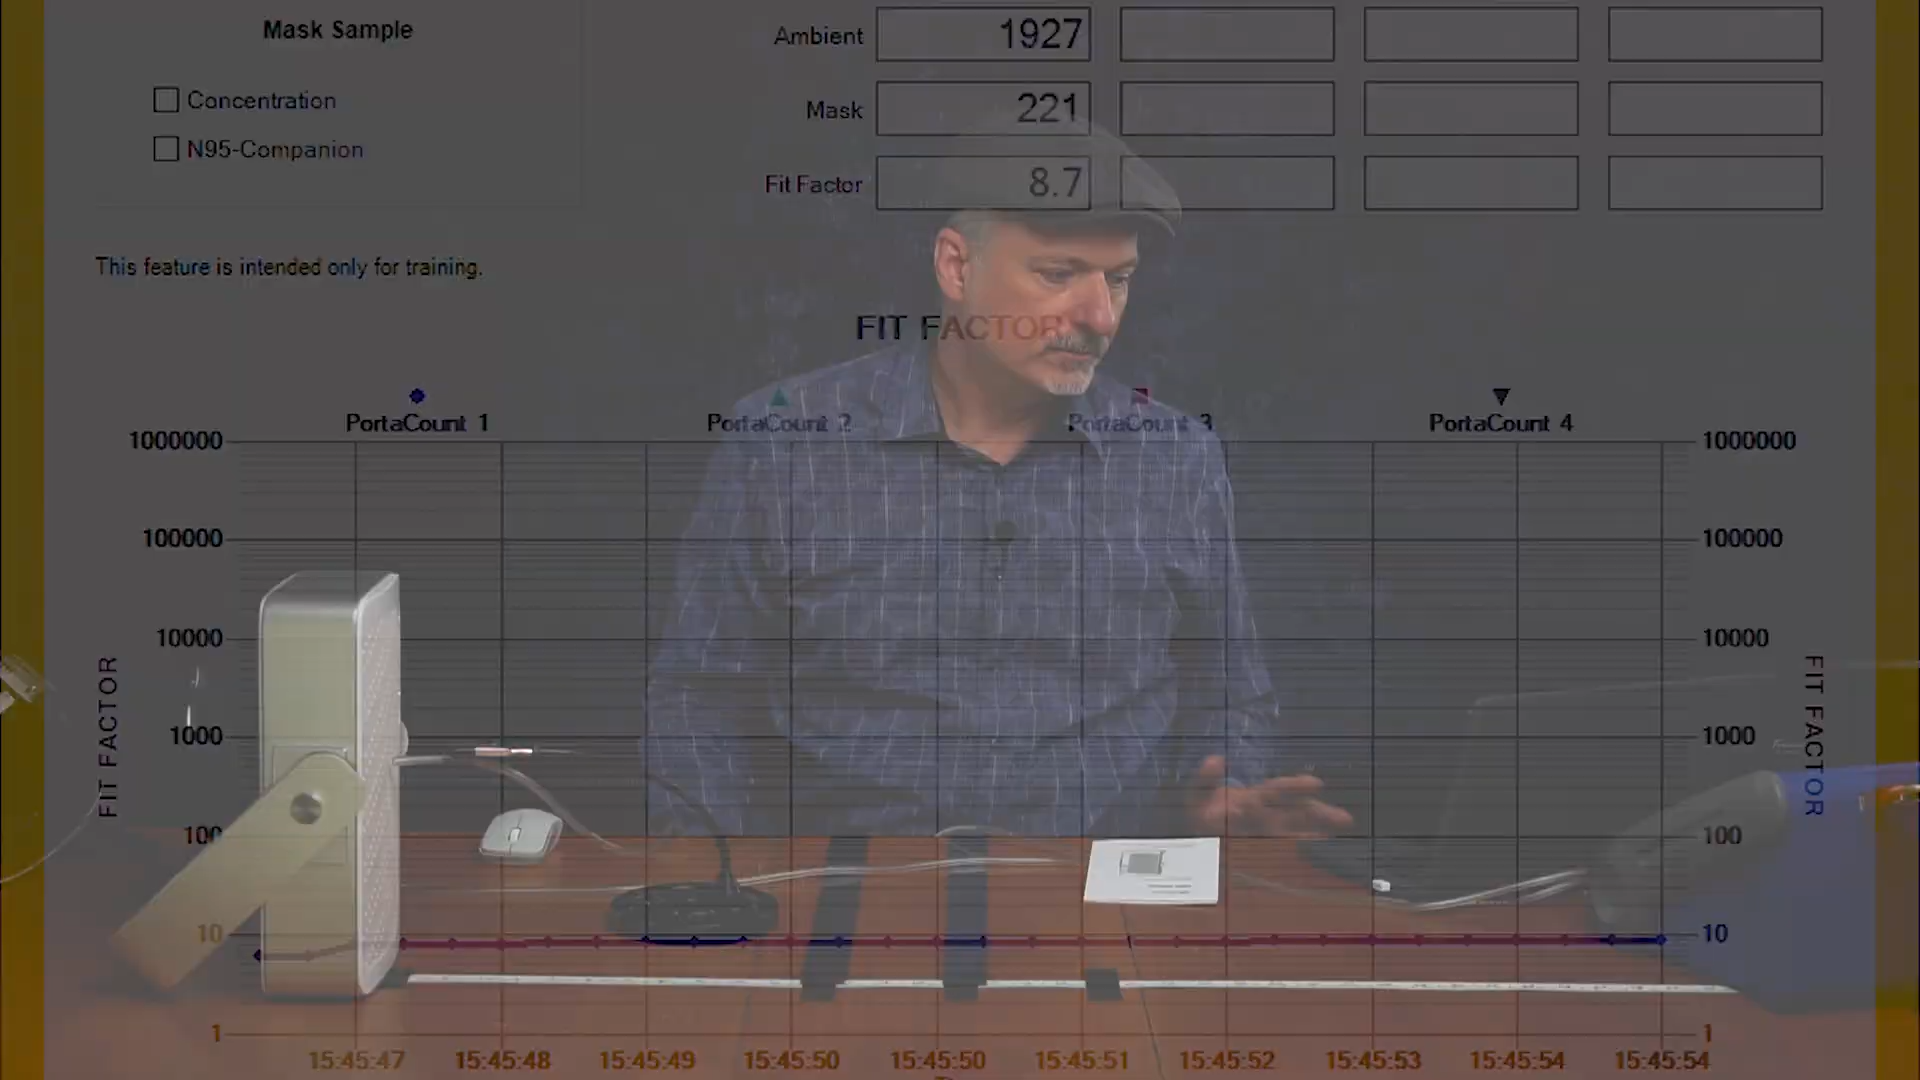 Mask Sample
Concentration
N95-Companion
This feature is intended only for training.
Ambient 1927
Mask 221
Fit Factor 8.7
FIT FACTOR
PortaCount 1 PortaCount 2 PortaCount 3 PortaCount 4
1000000 1000000
100000 100000
10000 10000
1000 1000
100 100
10 10
1 1
FIT FACTOR
FIT FACTOR
15:45:47 15:45:48 15:45:49 15:45:50 15:45:50 15:45:51 15:45:52 15:45:53 15:45:54 15:45:54